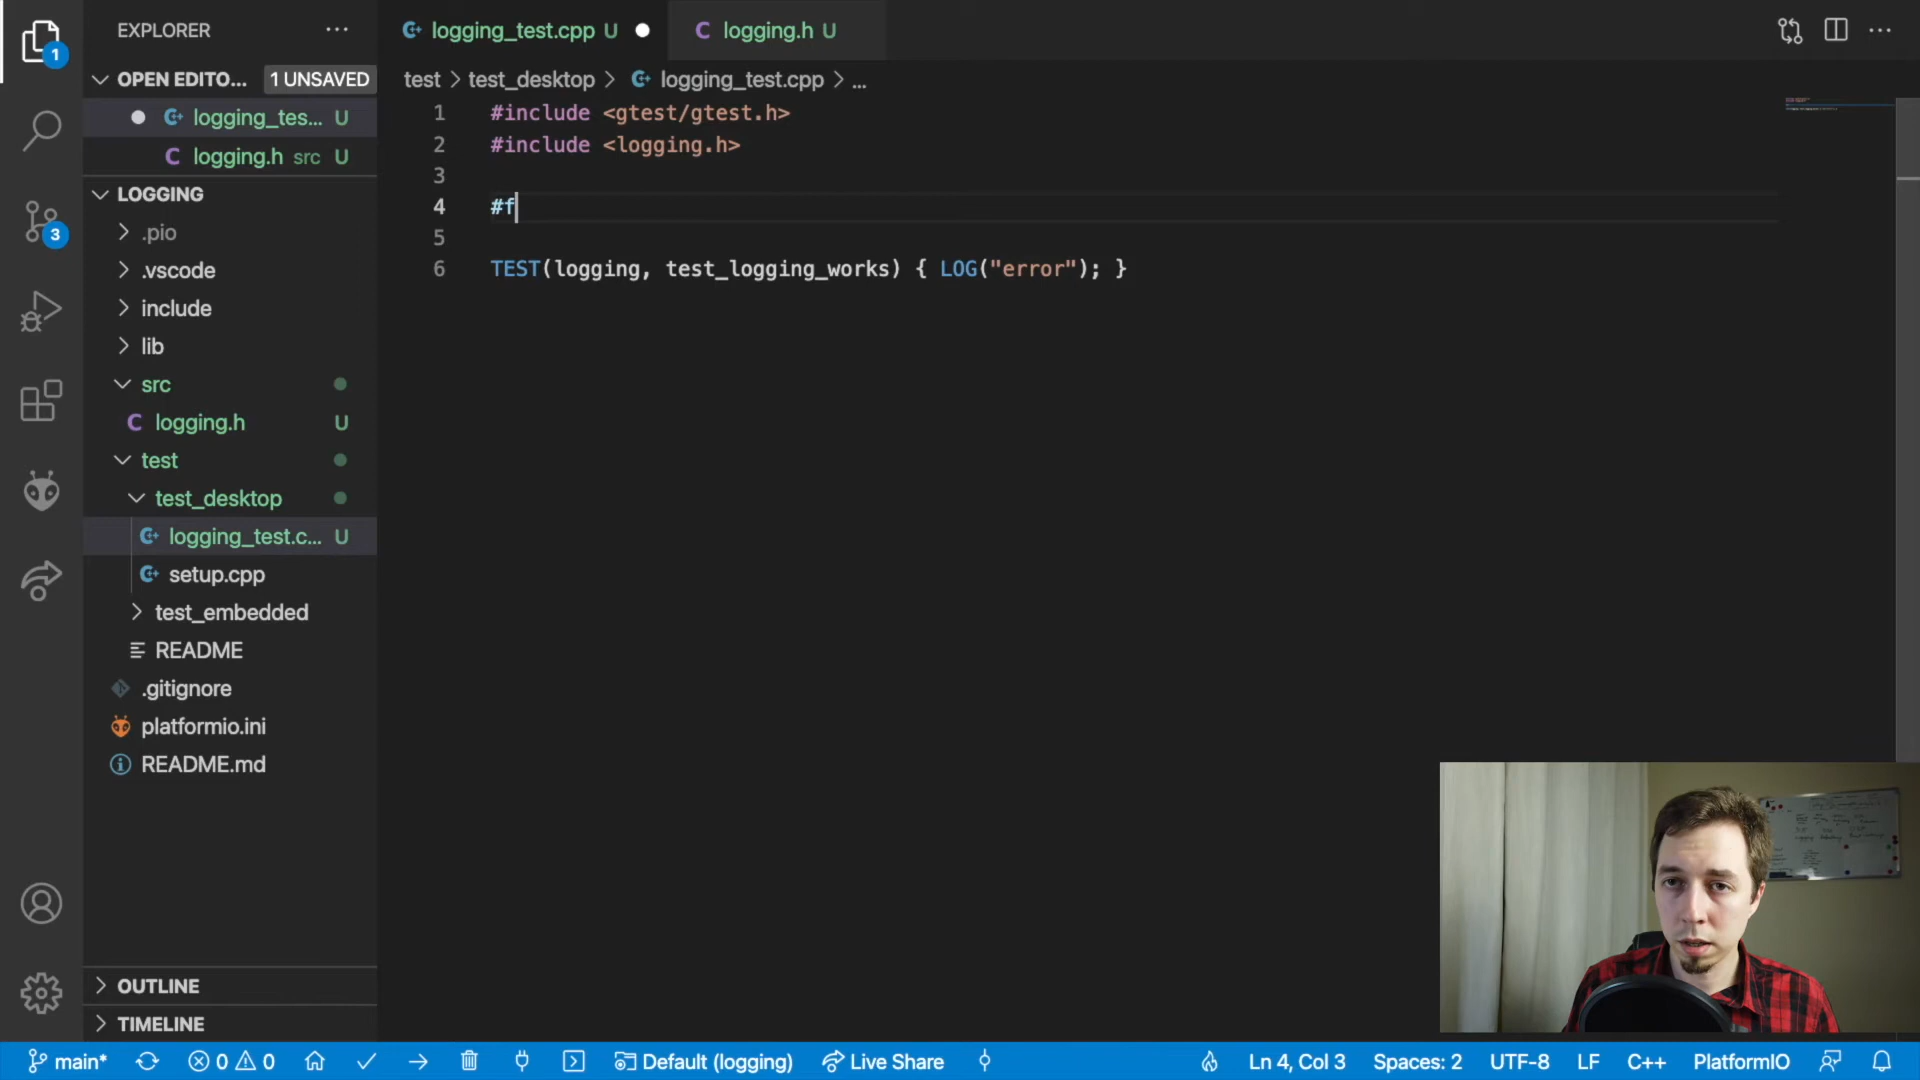 EXPLORER
OPEN EDITO... 1 UNSAVED
logging_tes... U
logging.h src U
LOGGING
.pio
.vscode
include
lib
src
logging.h U
test
test_desktop
logging_test.c... U
setup.cpp
test_embedded
README
.gitignore
platformio.ini
README.md
OUTLINE
TIMELINE
1
3
logging_test.cpp U
logging.h U
test > test_desktop > logging_test.cpp > ...
1 #include <gtest/gtest.h>
2 #include <logging.h>
3
4 #f
5
6 TEST(logging, test_logging_works) { LOG("error"); }
main* 0 0 Default (logging) Live Share Ln 4, Col 3 Spaces: 2 UTF-8 LF C++ PlatformIO